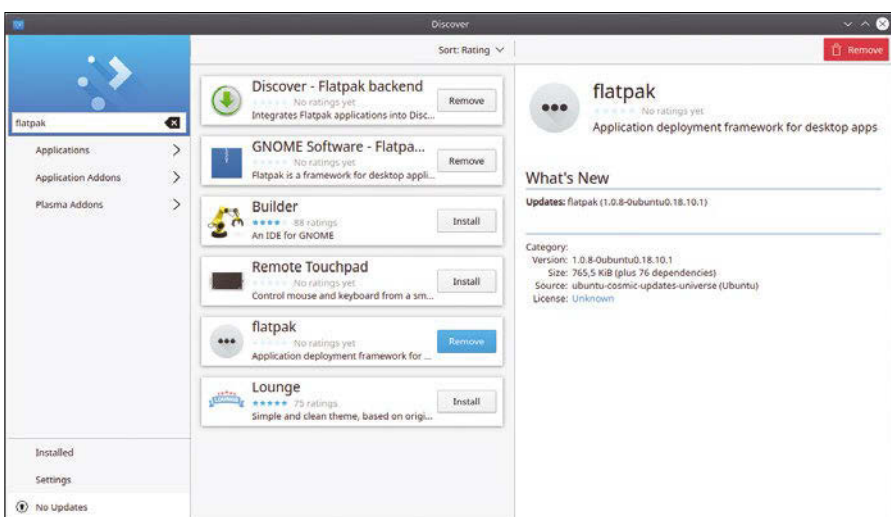 Discover
flatpak
Applications
Application Addons
Plasma Addons
Installed
Settings
No Updates
Sort: Rating
Discover - Flatpak backend
No ratings yet
Integrates Flatpak applications into Disc...
Remove
GNOME Software - Flatpa...
No ratings yet
Flatpak is a framework for desktop appli...
Remove
Builder
88 ratings
An IDE for GNOME
Install
Remote Touchpad
No ratings yet
Control mouse and keyboard from a sm...
Install
flatpak
No ratings yet
Application deployment framework for ...
Remove
Lounge
75 ratings
Simple and clean theme, based on origi...
Install
Remove
flatpak
No ratings yet
Application deployment framework for desktop apps
What's New
Updates: flatpak (1.0.8-0ubuntu0.18.10.1)
Category:
Version: 1.0.8-0ubuntu0.18.10.1
Size: 765,5 KiB (plus 76 dependencies)
Source: ubuntu-cosmic-updates-universe (Ubuntu)
License: Unknown